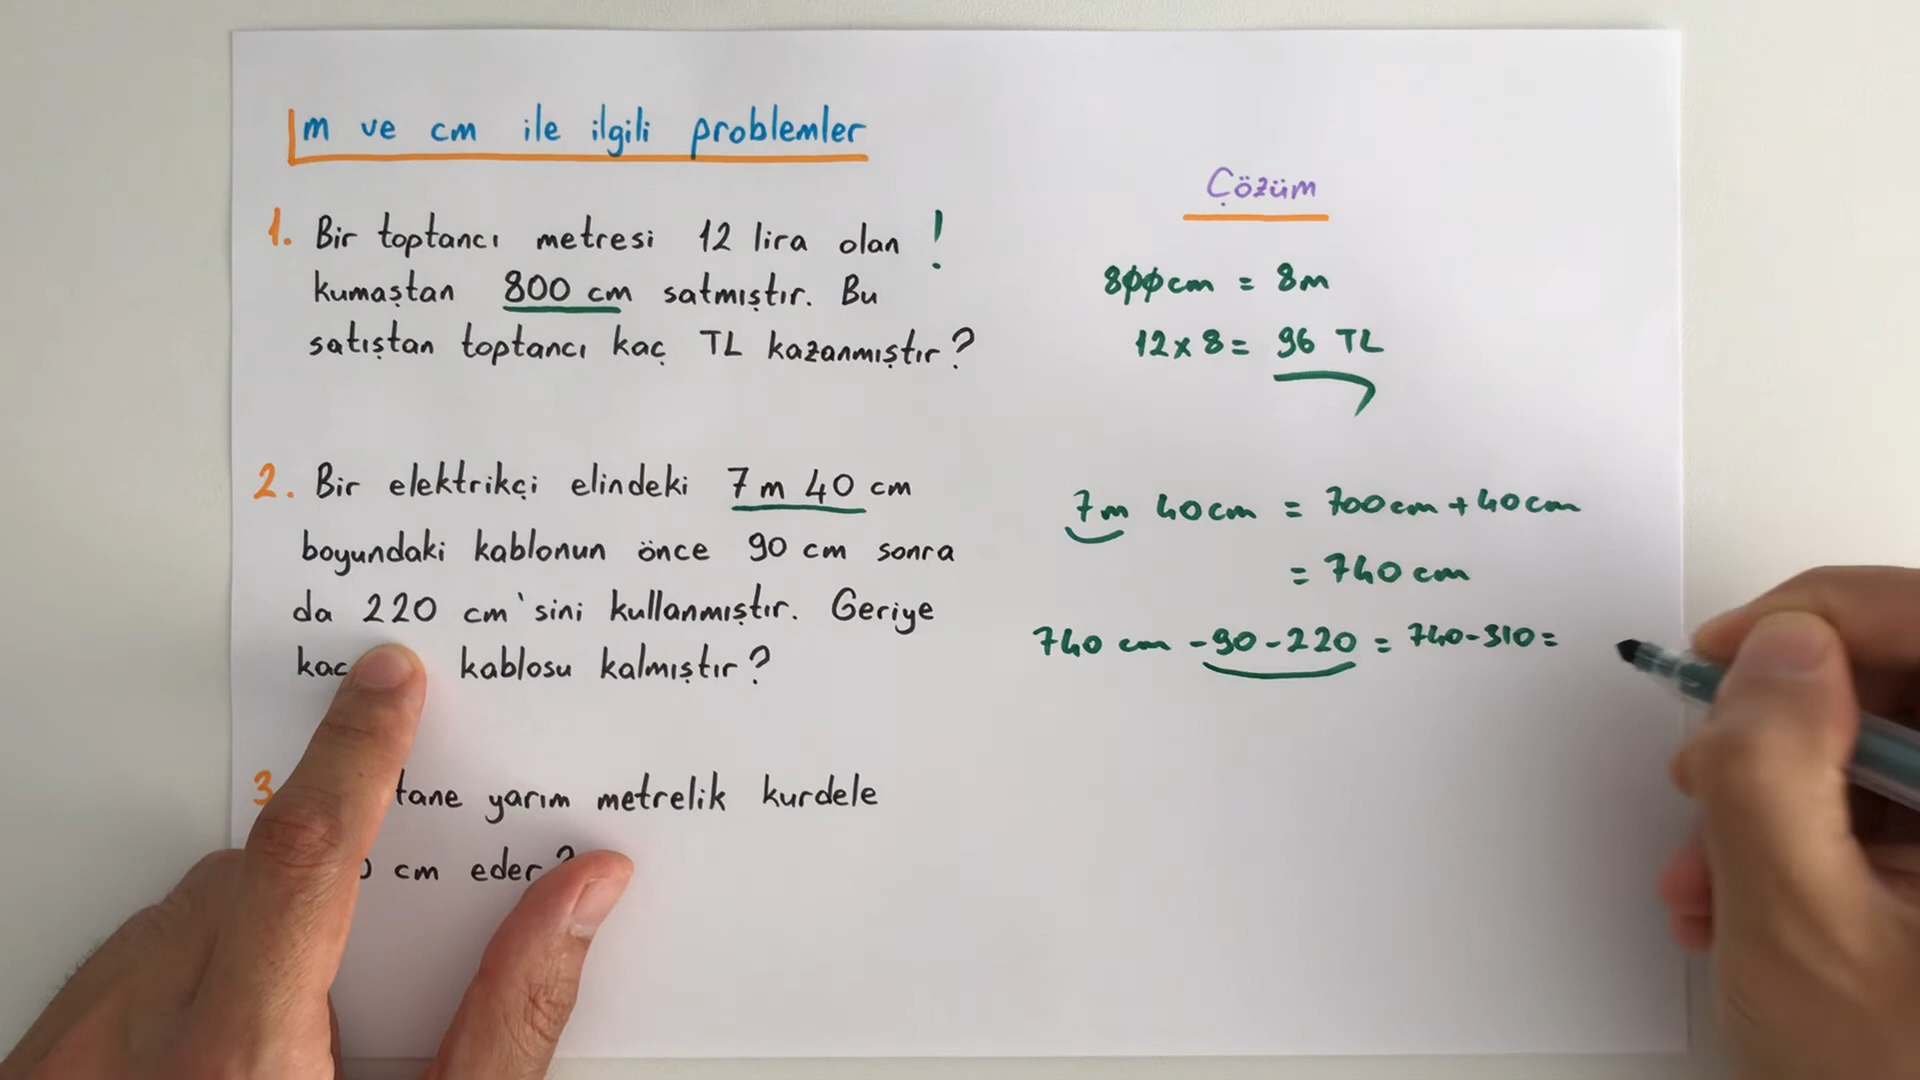 m ve cm ile ilgili problemler
Çözüm
1. Bir toptancı metresi 12 lira olan !
kumaştan 800 cm satmıştır. Bu
satıştan toptancı kaç TL kazanmıştır?
800cm = 8m
12x8= 96 TL
2. Bir elektrikçi elindeki 7m 40 cm
boyundaki kablonun önce 90 cm sonra
da 220 cm'sini kullanmıştır. Geriye
kaç kablosu kalmıştır?
7m 40cm = 700cm+40cm
= 740 cm
740 cm -90-220 = 740-310=
3. tane yarım metrelik kurdele
cm eder?